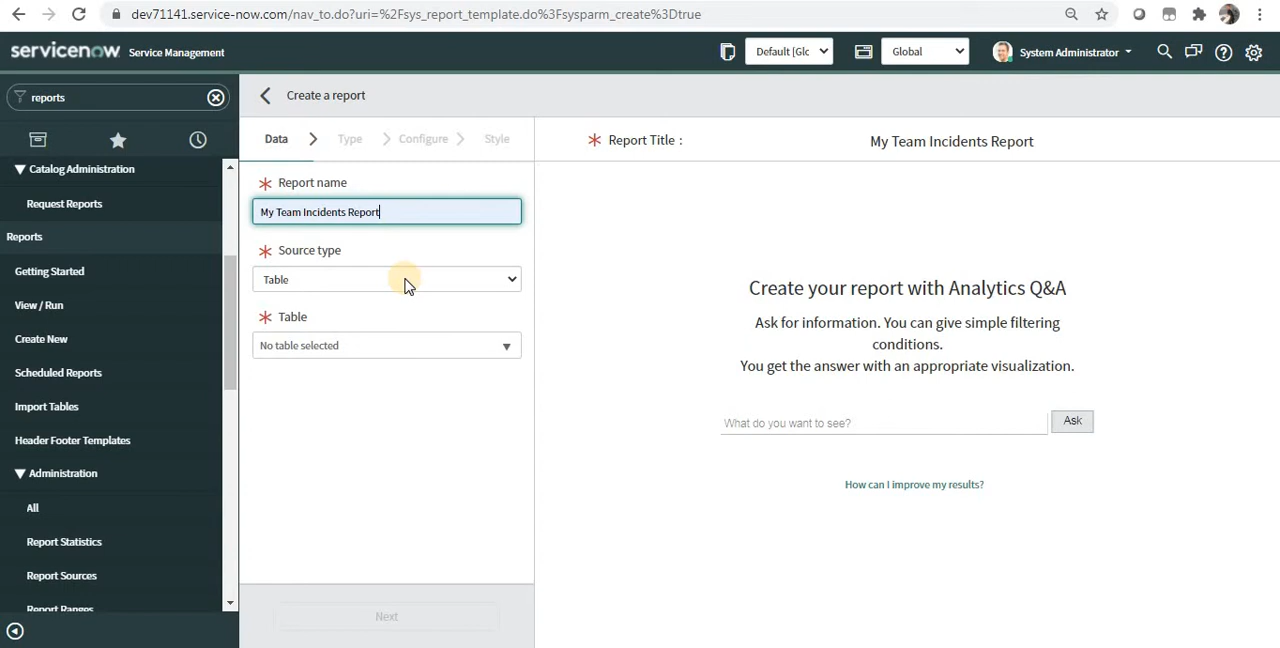 dev71141.service-now.com/nav_to.do?uri=%2Fsys_report_template.do%3Fsysparm_create%3Dtrue
servicenow Service Management
Default [Glc
Global
System Administrator
reports
Create a report
Catalog Administration
Request Reports
Reports
Getting Started
View / Run
Create New
Scheduled Reports
Import Tables
Header Footer Templates
Administration
All
Report Statistics
Report Sources
Report Ranges
Data
Type
Configure
Style
Report name
My Team Incidents Report
Source type
Table
Table
No table selected
Next
Report Title :
My Team Incidents Report
Create your report with Analytics Q&A
Ask for information. You can give simple filtering
conditions.
You get the answer with an appropriate visualization.
What do you want to see?
Ask
How can I improve my results?